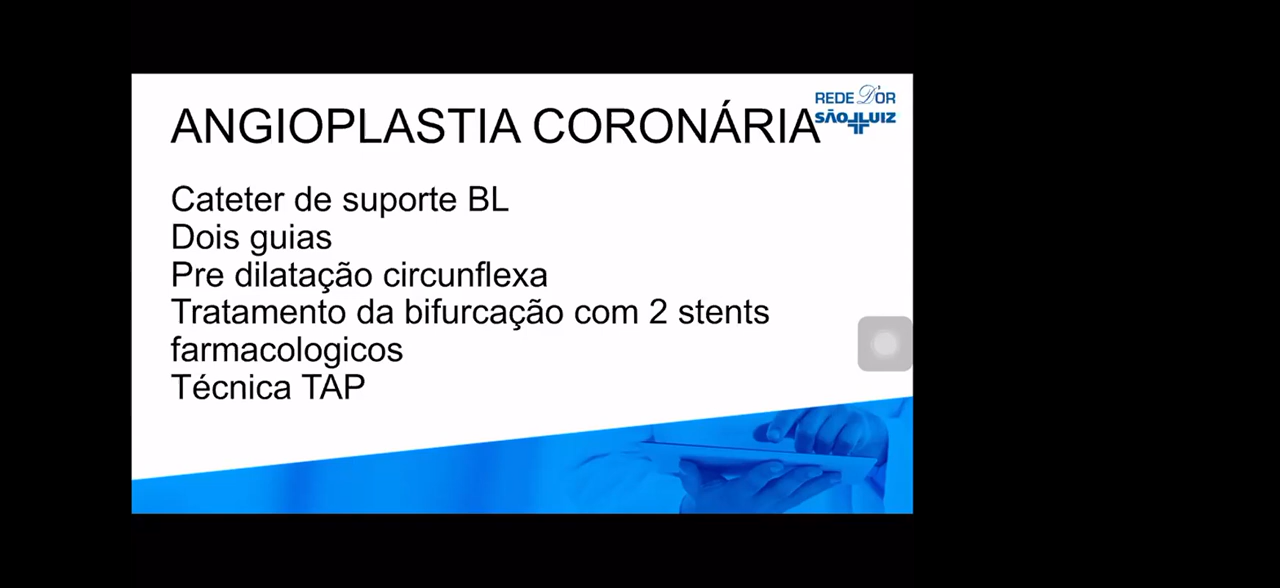 ANGIOPLASTIA CORONÁRIA
REDE D'OR
SÃO LUIZ
Cateter de suporte BL
Dois guias
Pre dilatação circunflexa
Tratamento da bifurcação com 2 stents
farmacologicos
Técnica TAP